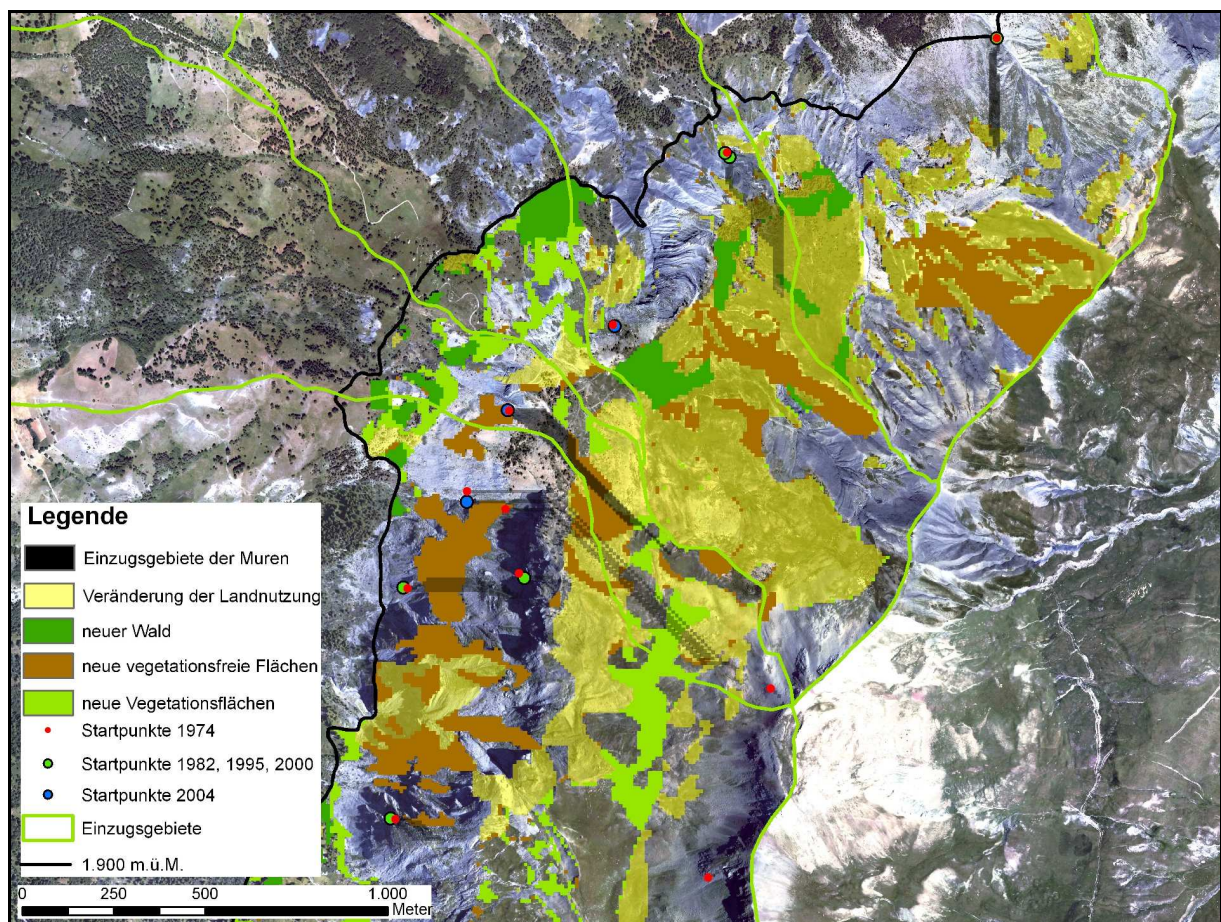 Legende
Einzugsgebiete der Muren
Veränderung der Landnutzung
neuer Wald
neue vegetationsfreie Flächen
neue Vegetationsflächen
Startpunkte 1974
Startpunkte 1982, 1995, 2000
Startpunkte 2004
Einzugsgebiete
1.900 m.ü.M.
0 250 500 1.000
Meter